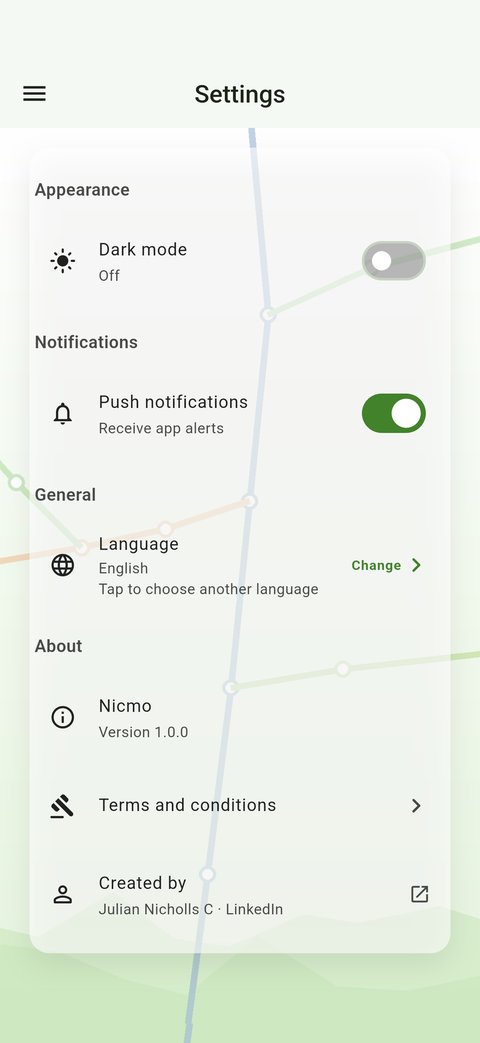 Settings
Appearance
Dark mode
Off
Notifications
Push notifications
Receive app alerts
General
Language
English
Tap to choose another language
Change
About
Nicmo
Version 1.0.0
Terms and conditions
Created by
Julian Nicholls C · LinkedIn